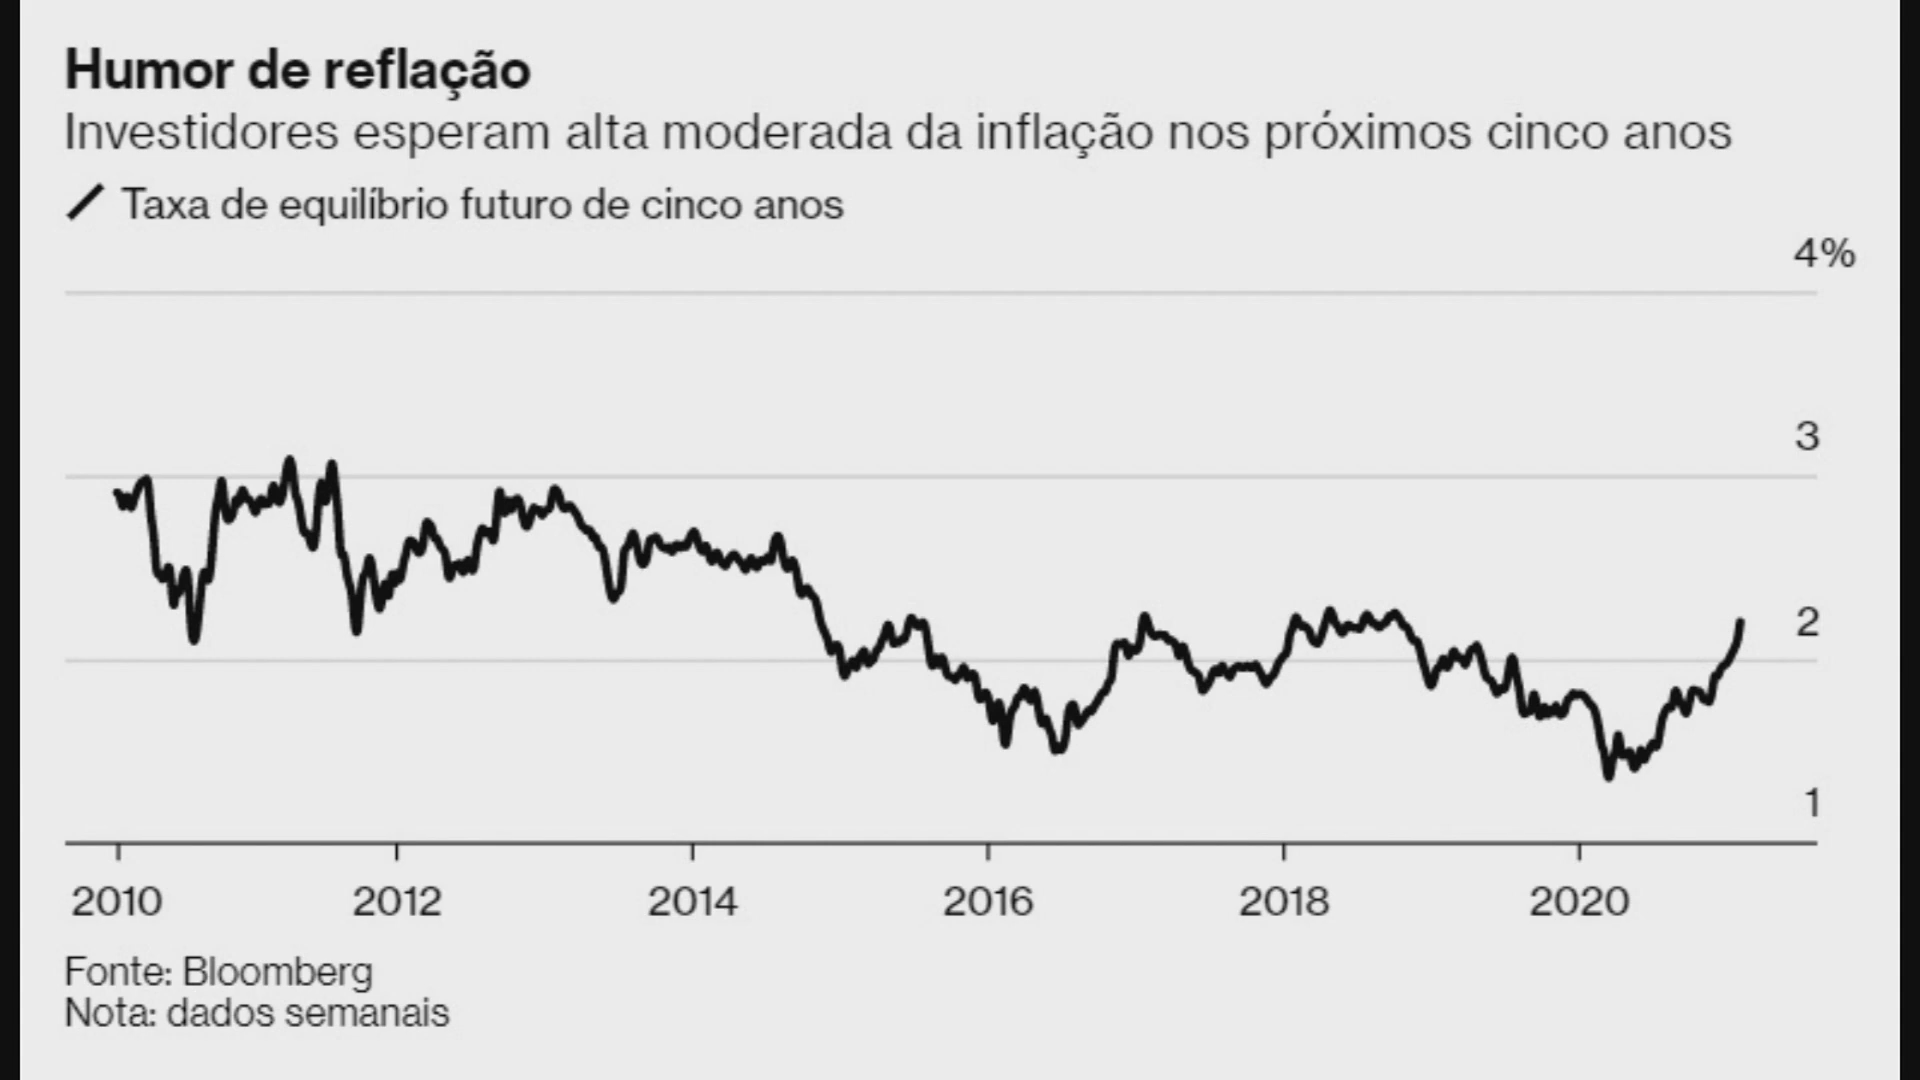 Humor de reflação
Investidores esperam alta moderada da inflação nos próximos cinco anos
Taxa de equilíbrio futuro de cinco anos
4%
3
2
1
2010 2012 2014 2016 2018 2020
Fonte: Bloomberg
Nota: dados semanais